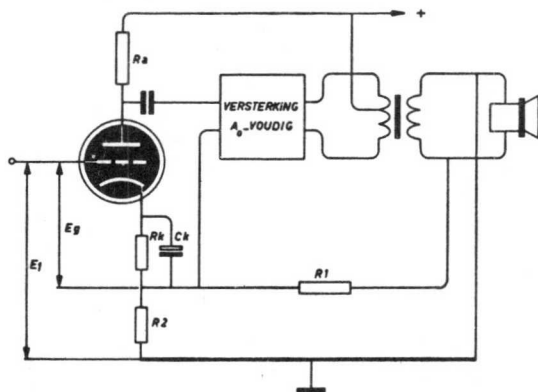 +
Ra
VERSTERKING
A₀-VOUDIG
Eg
Rk
Ck
E1
R1
R2